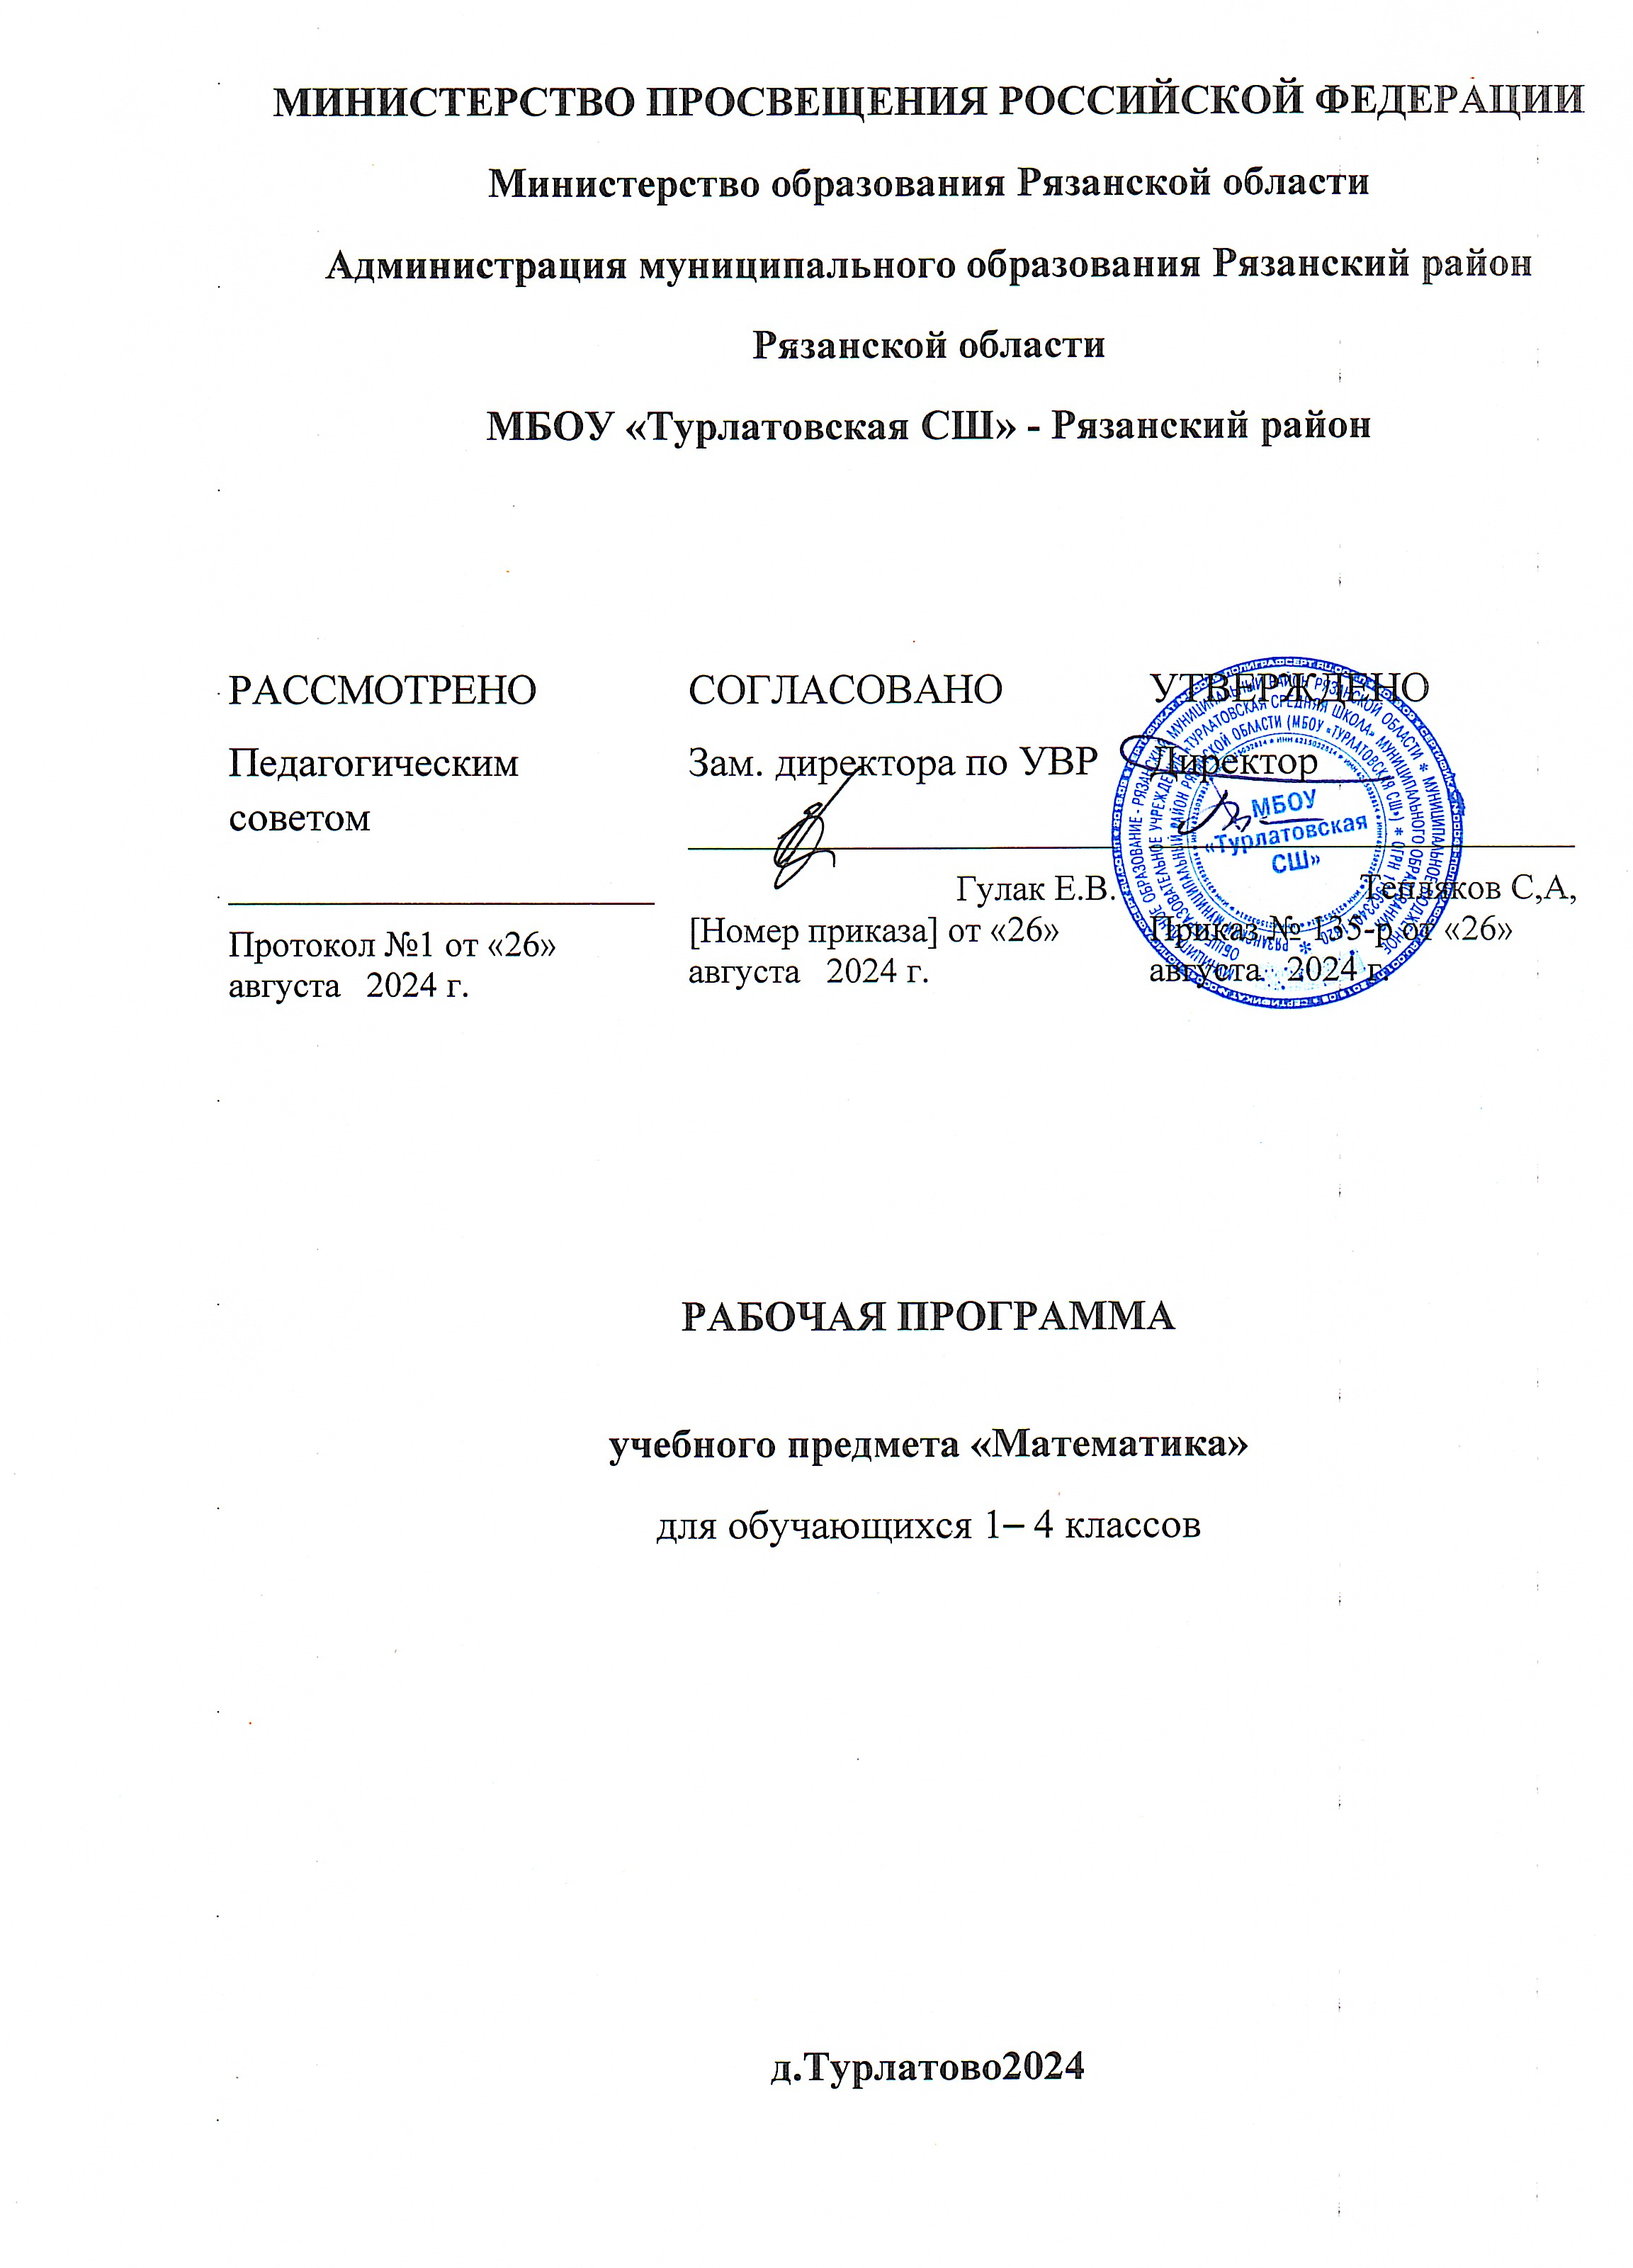 МИНИСТЕРСТВО ПРОСВЕЩЕНИЯ РОССИЙСКОЙ ФЕДЕРАЦИИ
Министерство образования Рязанской области
Администрация муниципального образования Рязанский район
Рязанской области
МБОУ «Турлатовская СШ» - Рязанский район
РАССМОТРЕНО
Педагогическим
советом
Протокол №1 от «26»
августа 2024 г.
СОГЛАСОВАНО
Зам. директора по УВР
Гулак Е.В.
[Номер приказа] от «26»
августа 2024 г.
УТВЕРЖДЕНО
Директор
Тепляков С,А,
Приказ № 135-р от «26»
августа 2024 г.
МБОУ
«Турлатовская
СШ»
РАБОЧАЯ ПРОГРАММА
учебного предмета «Математика»
для обучающихся 1– 4 классов
д.Турлатово2024